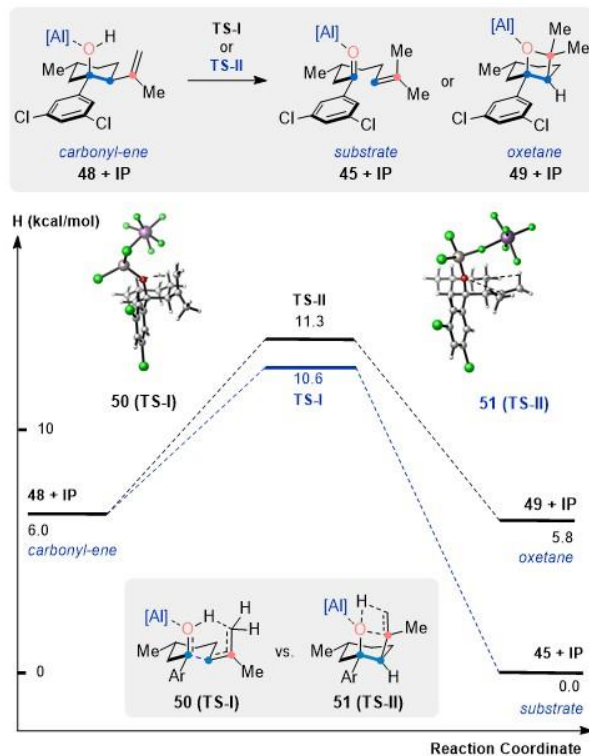 [Al] O H
Me
Me
Cl Cl
carbonyl-ene
48 + IP
TS-I
or
TS-II
[Al]
O
Me
Me
Me
Cl Cl
substrate
45 + IP
or
[Al]
O Me
Me
Me
H
Cl Cl
oxetane
49 + IP
H (kcal/mol)
TS-II
11.3
10.6
TS-I
50 (TS-I)
51 (TS-II)
10
48 + IP
6.0
carbonyl-ene
49 + IP
5.8
oxetane
[Al]
O H H
H
Me
Me
Ar
50 (TS-I)
vs.
[Al] H
O
Me
Me
Ar H
51 (TS-II)
0
45 + IP
0.0
substrate
Reaction Coordinate